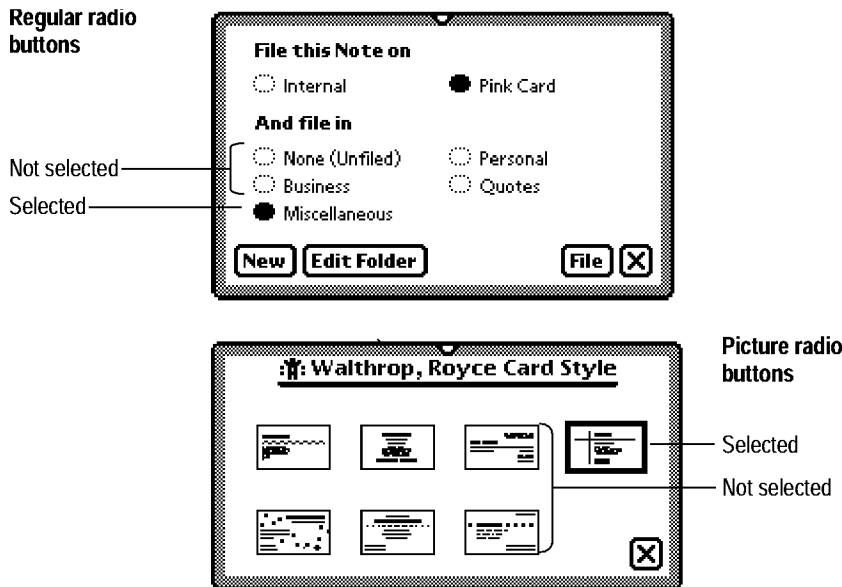 Regular radio
buttons
File this Note on
Internal
Pink Card
And file in
None (Unfiled)
Personal
Not selected
Business
Quotes
Selected
Miscellaneous
New
Edit Folder
File
X
Walthrop, Royce Card Style
Picture radio
buttons
Selected
Not selected
X